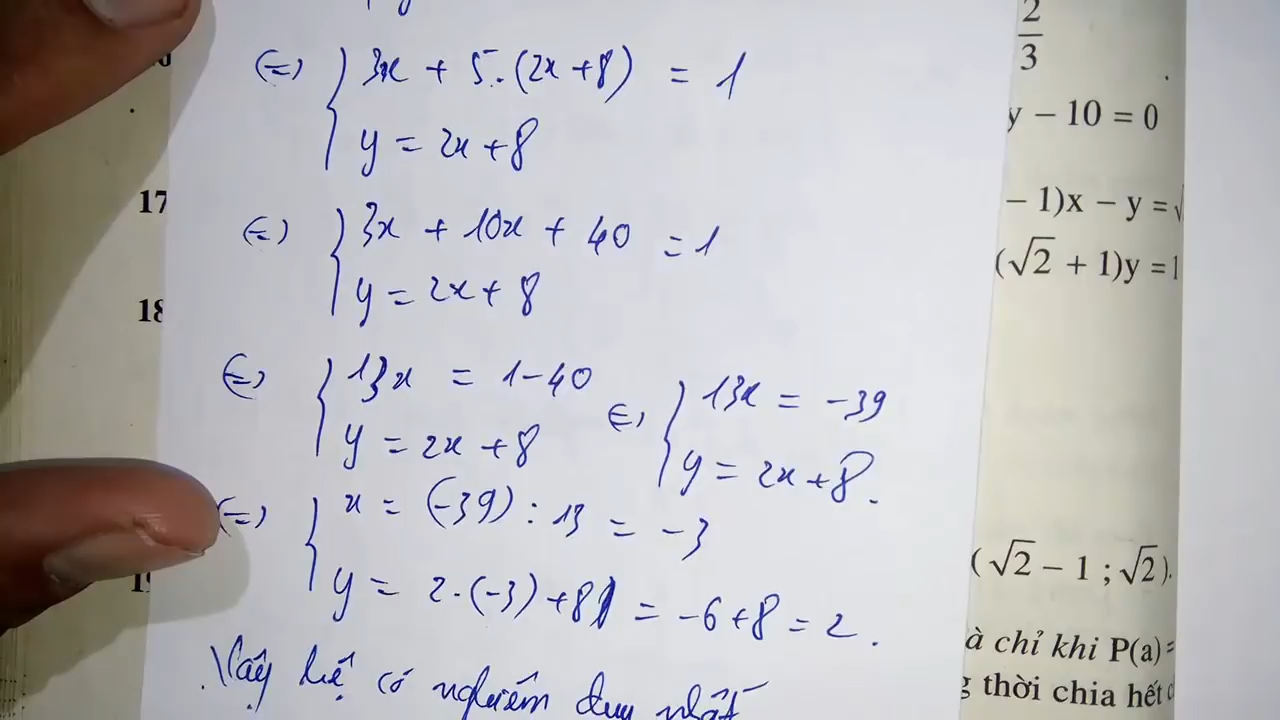 ⇔ { 3x + 5.(2x+8) = 1
y = 2x+8
⇔ { 3x + 10x + 40 = 1
y = 2x+8
⇔ { 13x = 1-40
y = 2x+8
⇔ { 13x = -39
y = 2x+8.
⇔ { x = (-39) : 13 = -3
y = 2.(-3)+8 = -6+8 = 2.
Vậy hệ có nghiệm duy nhất
17
18
2/3
y − 10 = 0
− 1)x − y = √
(√2 + 1)y = 1
(√2 − 1 ; √2).
à chỉ khi P(a) =
g thời chia hết c